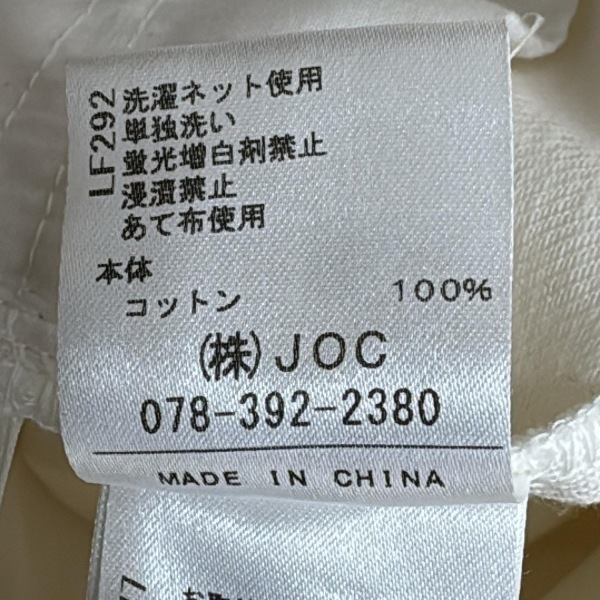 LF292
洗濯ネット使用
単独洗い
蛍光増白剤禁止
浸漬禁止
あて布使用
本体
コットン 100%
(株)JOC
078-392-2380
MADE IN CHINA